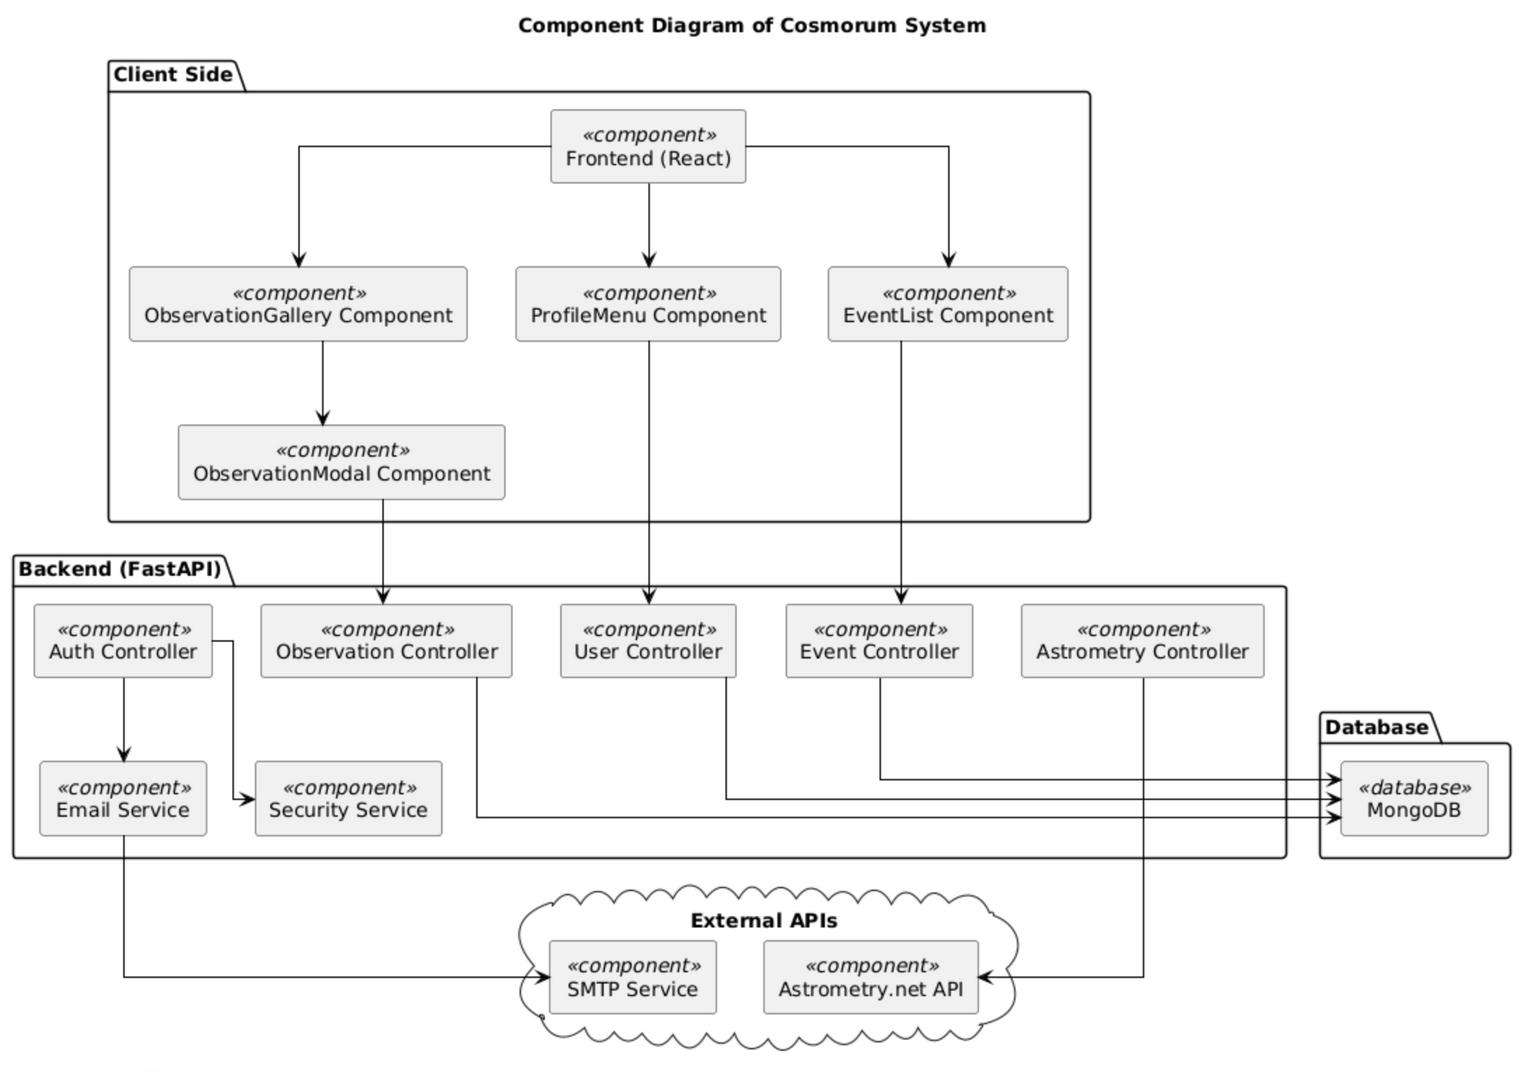 Component Diagram of Cosmorum System
Client Side
«component»
Frontend (React)
«component»
ObservationGallery Component
«component»
ProfileMenu Component
«component»
EventList Component
«component»
ObservationModal Component
Backend (FastAPI)
«component»
Auth Controller
«component»
Observation Controller
«component»
User Controller
«component»
Event Controller
«component»
Astrometry Controller
«component»
Email Service
«component»
Security Service
Database
«database»
MongoDB
External APIs
«component»
SMTP Service
«component»
Astrometry.net API